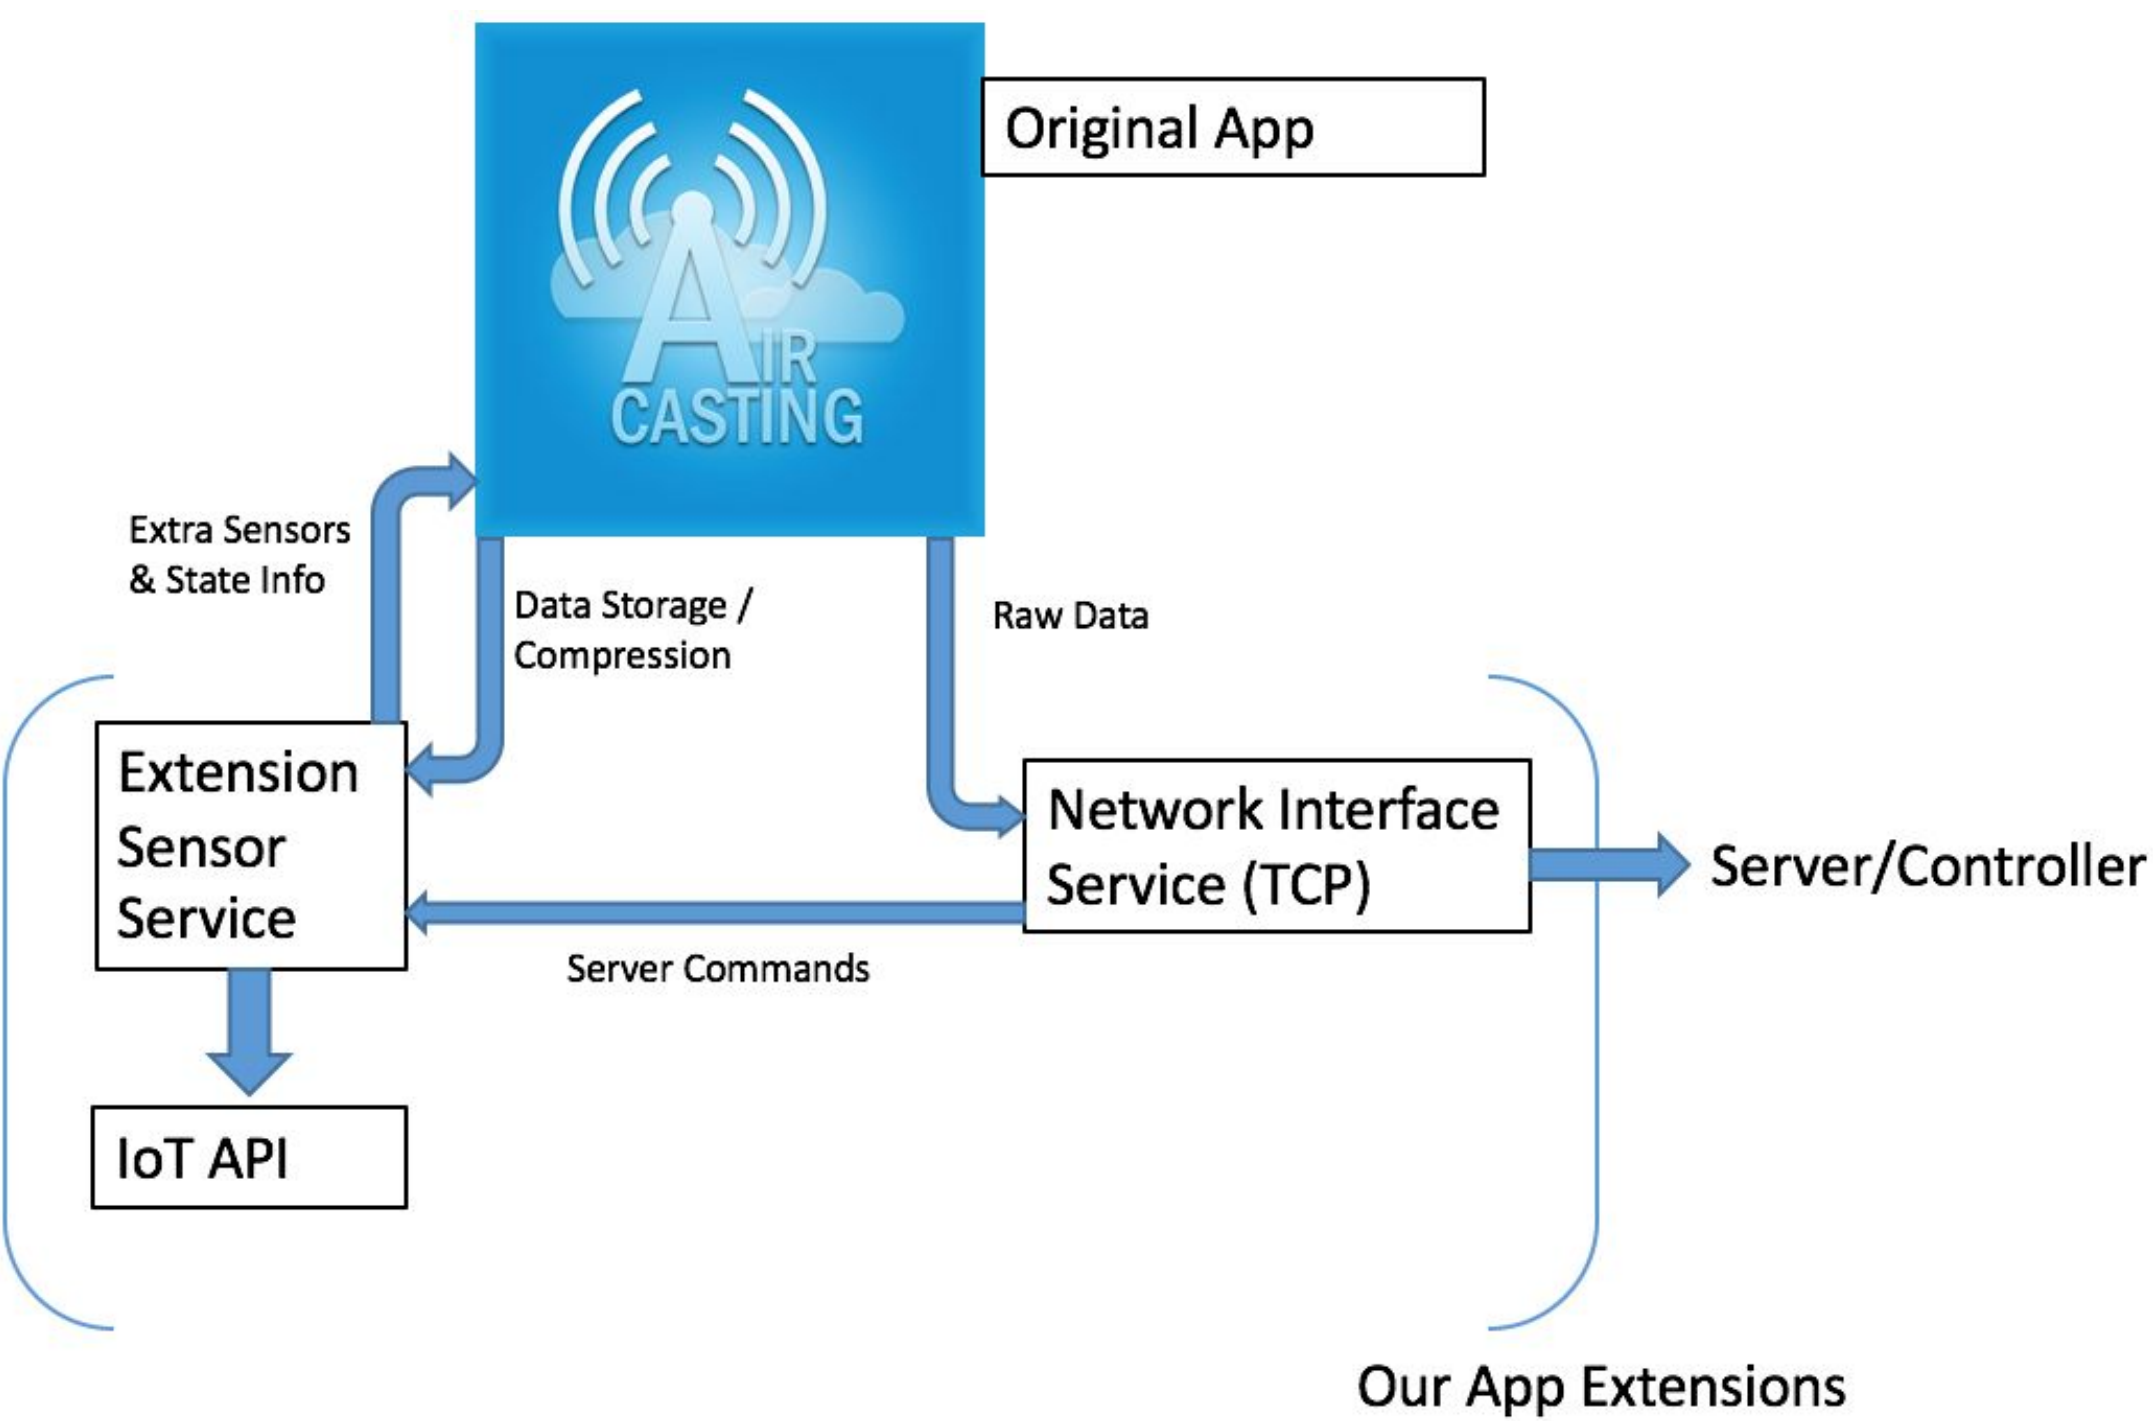 Original App
AIR
CASTING
Extra Sensors
& State Info
Data Storage /
Compression
Raw Data
Extension
Sensor
Service
Network Interface
Service (TCP)
Server/Controller
Server Commands
IoT API
Our App Extensions